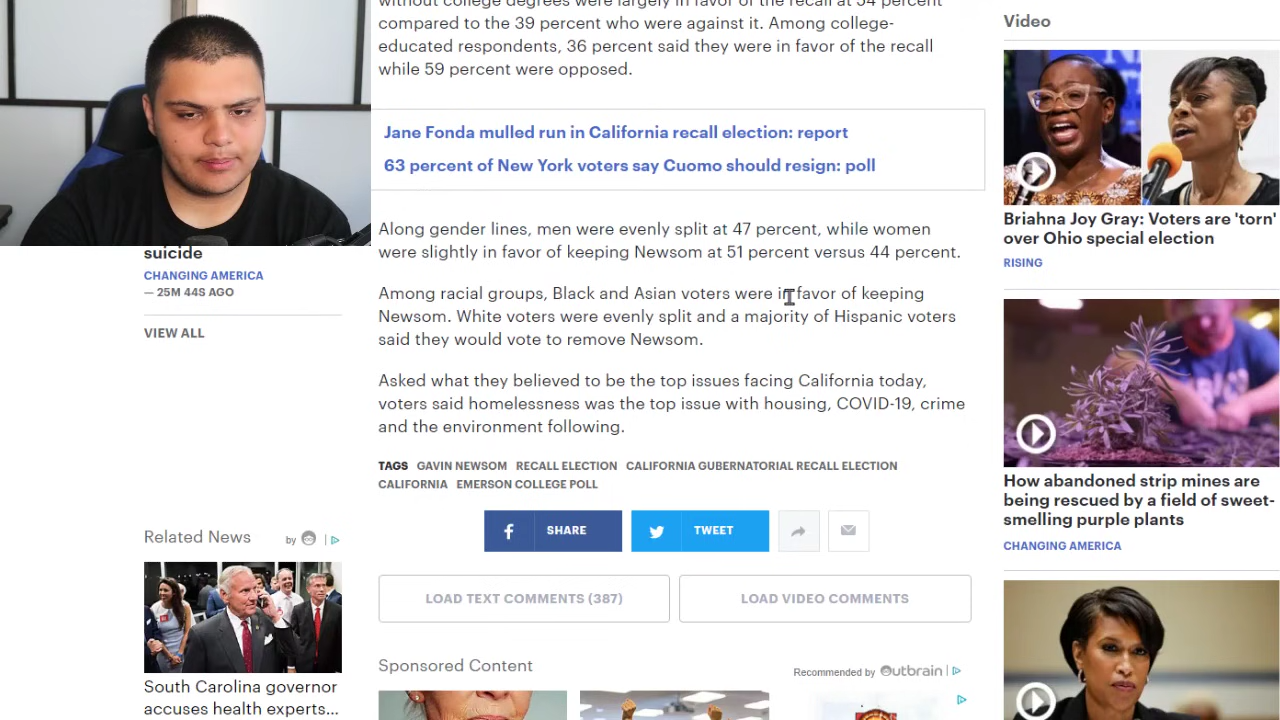 without college degrees were largely in favor of the recall at 54 percent
compared to the 39 percent who were against it. Among college-
educated respondents, 36 percent said they were in favor of the recall
while 59 percent were opposed.
Jane Fonda mulled run in California recall election: report
63 percent of New York voters say Cuomo should resign: poll
Along gender lines, men were evenly split at 47 percent, while women
were slightly in favor of keeping Newsom at 51 percent versus 44 percent.
Among racial groups, Black and Asian voters were in favor of keeping
Newsom. White voters were evenly split and a majority of Hispanic voters
said they would vote to remove Newsom.
Asked what they believed to be the top issues facing California today,
voters said homelessness was the top issue with housing, COVID-19, crime
and the environment following.
TAGS GAVIN NEWSOM RECALL ELECTION CALIFORNIA GUBERNATORIAL RECALL ELECTION
CALIFORNIA EMERSON COLLEGE POLL
SHARE
TWEET
LOAD TEXT COMMENTS (387)
LOAD VIDEO COMMENTS
Sponsored Content
Recommended by Outbrain
suicide
CHANGING AMERICA
— 25M 44S AGO
VIEW ALL
Related News
by
South Carolina governor
accuses health experts...
Video
Briahna Joy Gray: Voters are 'torn'
over Ohio special election
RISING
How abandoned strip mines are
being rescued by a field of sweet-
smelling purple plants
CHANGING AMERICA